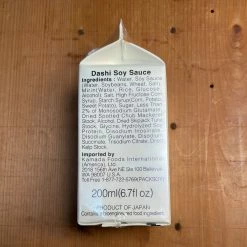 Dashi Soy Sauce
Ingredients: Water, Soy Sauce
(Water, Soybeans, Wheat, Salt),
Mirin(Water, Rice, Glucose,
Alcohol), Salt, High Fructose Corn
Syrup, Starch Syrup(Corn, Potato,
Sweet Potato), Sugar, Less Than
2% of Monosodium Glutamate,
Dried Spotted Chub Mackerel
Stock, Alcohol, Dried Skipjack Tuna
Stock, Glycine, Hydrolyzed Soy
Protein, Disodium Inosinate,
Disodium Guanylate, Disodium
Succinate, Trisodium Citrate, Dried
Kelp Stock.
Imported by
Kamada Foods International
(America), Ltd.
Toll Free
200ml(6.7fl oz)
PRODUCT OF JAPAN
Contains